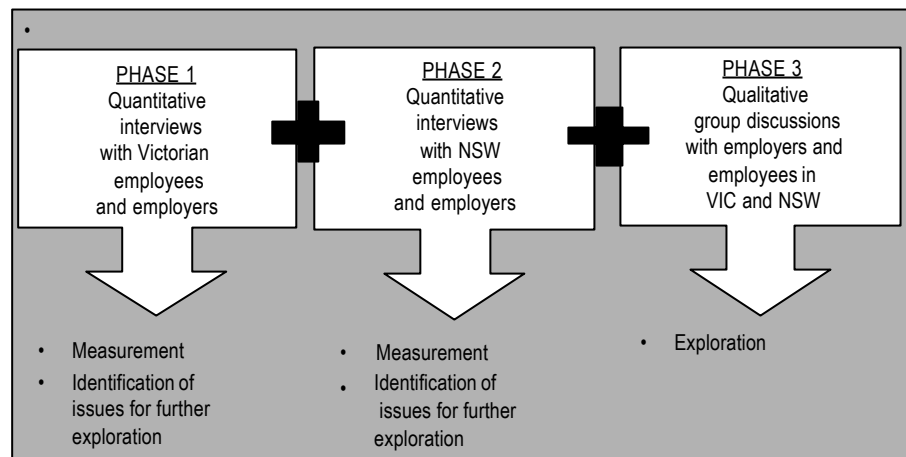 •
PHASE 1
Quantitative
interviews
with Victorian
employees
and employers
PHASE 2
Quantitative
interviews
with NSW
employees
and employers
PHASE 3
Qualitative
group discussions
with employers and
employees in
VIC and NSW
• Measurement
• Identification of
issues for further
exploration
• Measurement
• Identification of
issues for further
exploration
• Exploration